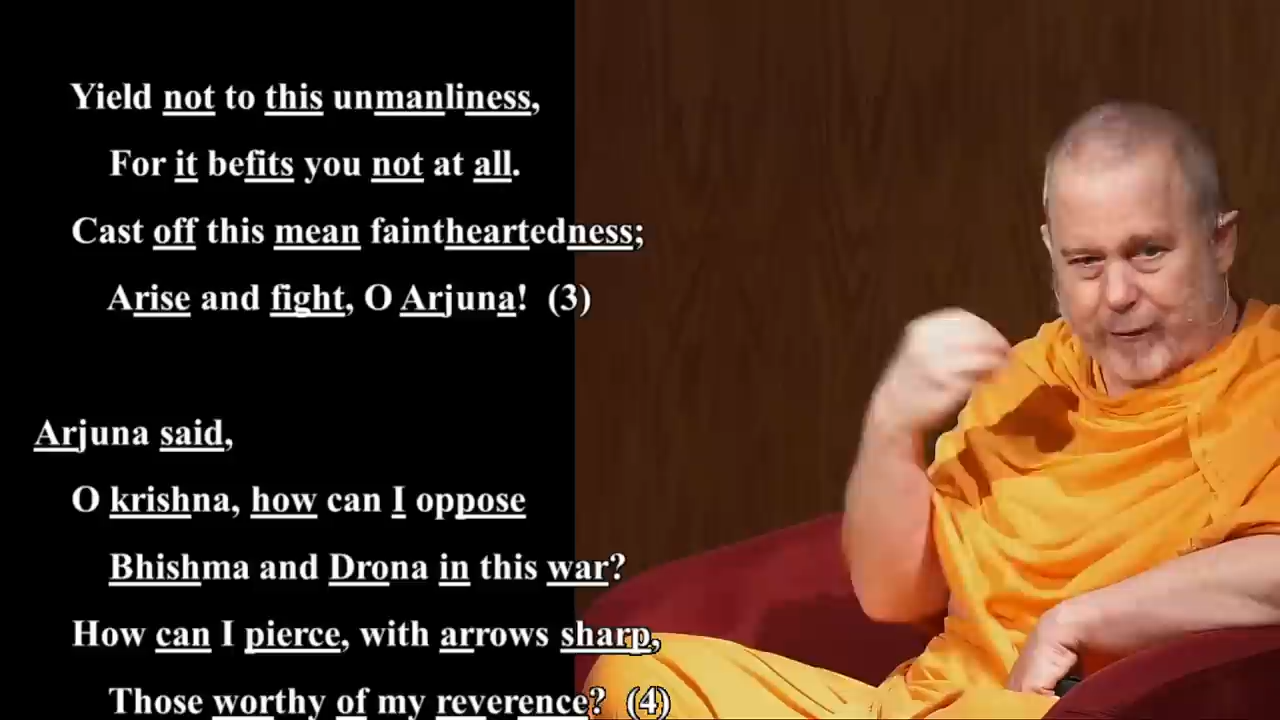 Yield not to this unmanliness,
For it befits you not at all.
Cast off this mean faintheartedness;
Arise and fight, O Arjuna! (3)
Arjuna said,
O krishna, how can I oppose
Bhishma and Drona in this war?
How can I pierce, with arrows sharp,
Those worthy of my reverence? (4)